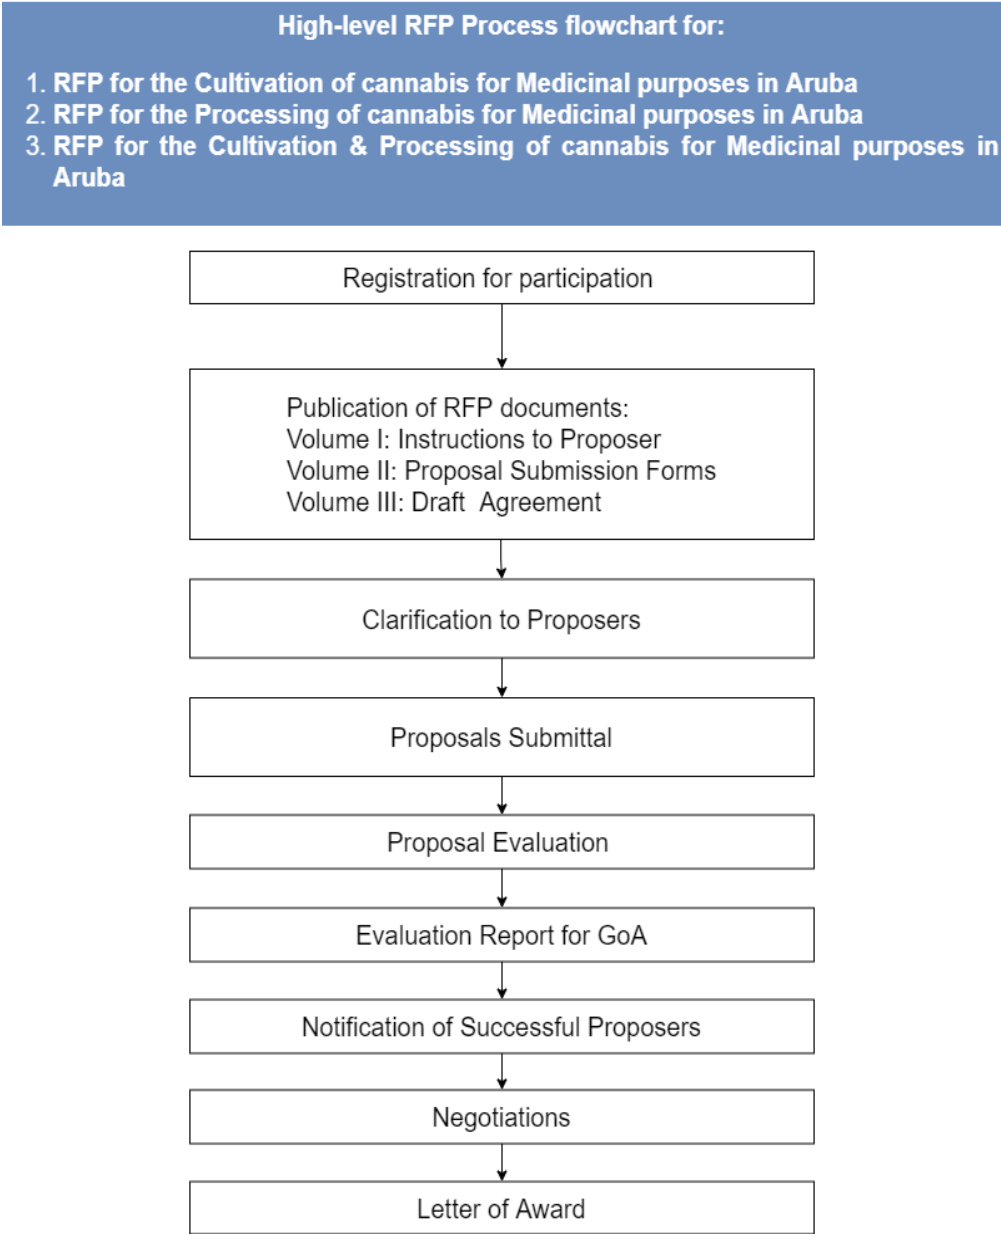 High-level RFP Process flowchart for:
1. RFP for the Cultivation of cannabis for Medicinal purposes in Aruba
2. RFP for the Processing of cannabis for Medicinal purposes in Aruba
3. RFP for the Cultivation & Processing of cannabis for Medicinal purposes in
Aruba
Registration for participation
Publication of RFP documents:
Volume I: Instructions to Proposer
Volume II: Proposal Submission Forms
Volume III: Draft Agreement
Clarification to Proposers
Proposals Submittal
Proposal Evaluation
Evaluation Report for GoA
Notification of Successful Proposers
Negotiations
Letter of Award